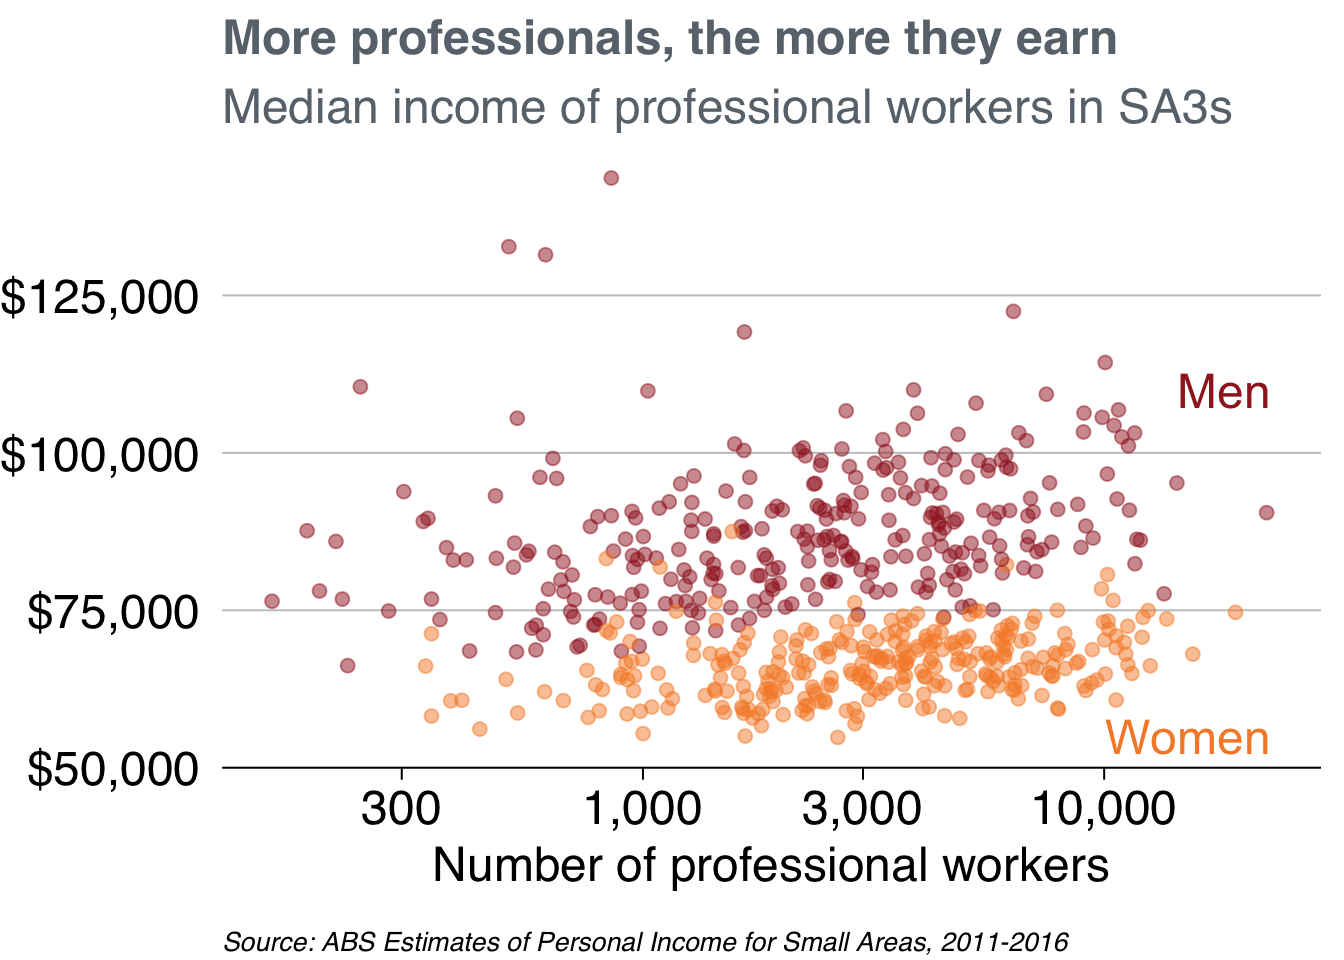 More professionals, the more they earn
Median income of professional workers in SA3s
$125,000
Men
$100,000
$75,000
Women
$50,000
300 1,000 3,000 10,000
Number of professional workers
Source: ABS Estimates of Personal Income for Small Areas, 2011-2016